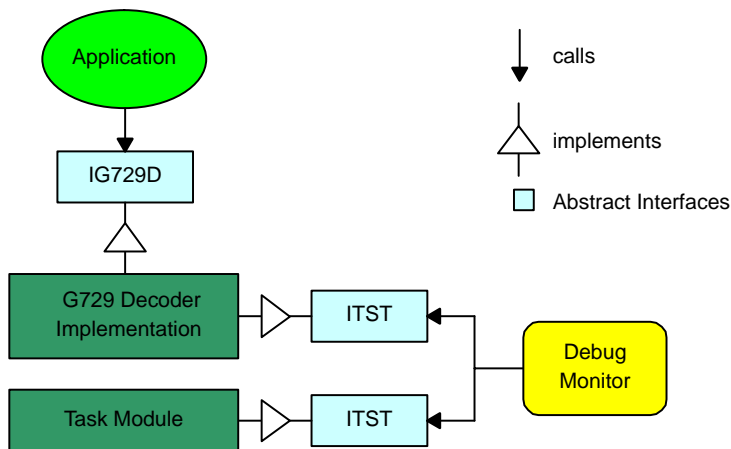 Application
calls
implements
IG729D
Abstract Interfaces
G729 Decoder
Implementation
ITST
Debug
Monitor
Task Module
ITST